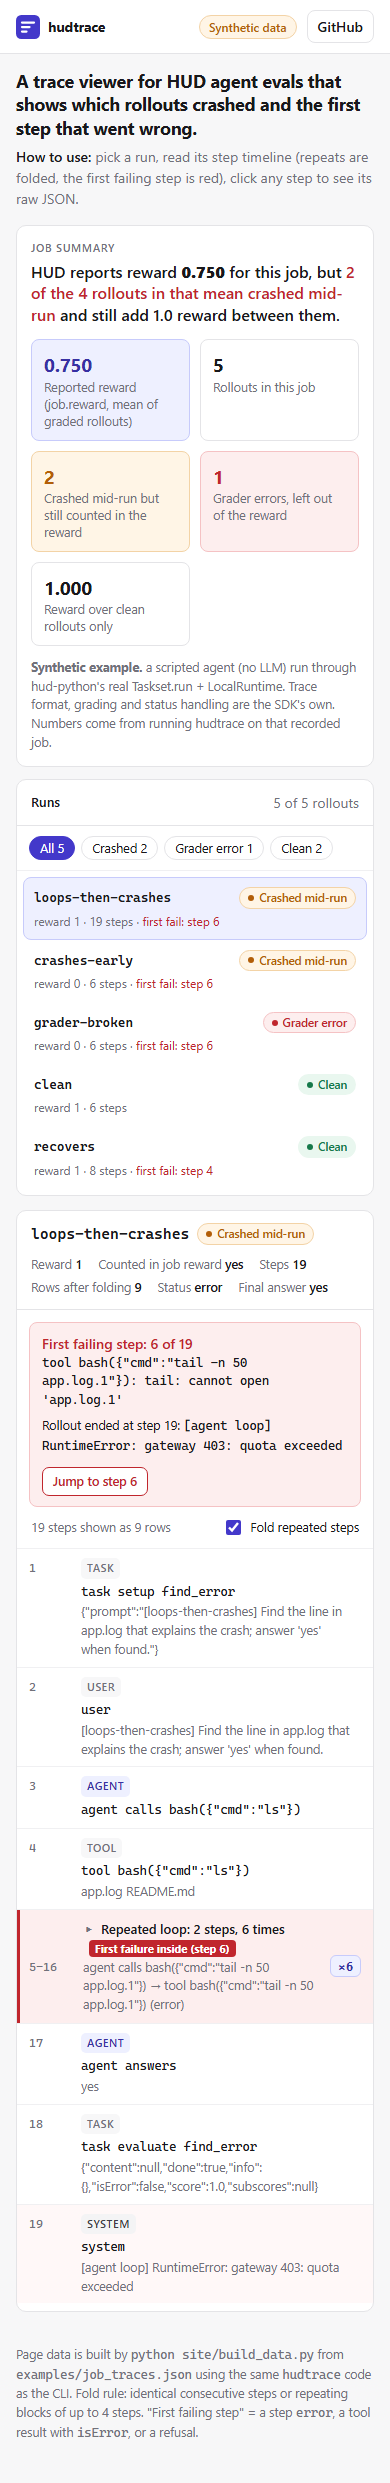 hudtrace
Synthetic data
GitHub
A trace viewer for HUD agent evals that
shows which rollouts crashed and the first
step that went wrong.
How to use: pick a run, read its step timeline (repeats are
folded, the first failing step is red), click any step to see its
raw JSON.
JOB SUMMARY
HUD reports reward 0.750 for this job, but 2
of the 4 rollouts in that mean crashed mid-
run and still add 1.0 reward between them.
0.750
Reported reward
(job.reward, mean of
graded rollouts)
5
Rollouts in this job
2
Crashed mid-run but
still counted in the
reward
1
Grader errors, left out
of the reward
1.000
Reward over clean
rollouts only
Synthetic example. a scripted agent (no LLM) run through
hud-python's real Taskset.run + LocalRuntime. Trace
format, grading and status handling are the SDK's own.
Numbers come from running hudtrace on that recorded
job.
Runs
5 of 5 rollouts
All 5
Crashed 2
Grader error 1
Clean 2
loops-then-crashes
Crashed mid-run
reward 1 · 19 steps · first fail: step 6
crashes-early
Crashed mid-run
reward 0 · 6 steps · first fail: step 6
grader-broken
Grader error
reward 0 · 6 steps · first fail: step 6
clean
Clean
reward 1 · 6 steps
recovers
Clean
reward 1 · 8 steps · first fail: step 4
loops-then-crashes
Crashed mid-run
Reward 1 Counted in job reward yes Steps 19
Rows after folding 9 Status error Final answer yes
First failing step: 6 of 19
tool bash({"cmd":"tail -n 50
app.log.1"}): tail: cannot open
'app.log.1'
Rollout ended at step 19: [agent loop]
RuntimeError: gateway 403: quota exceeded
Jump to step 6
19 steps shown as 9 rows
Fold repeated steps
1
TASK
task setup find_error
{"prompt":"[loops-then-crashes] Find the line in
app.log that explains the crash; answer 'yes'
when found."}
2
USER
user
[loops-then-crashes] Find the line in app.log that
explains the crash; answer 'yes' when found.
3
AGENT
agent calls bash({"cmd":"ls"})
4
TOOL
tool bash({"cmd":"ls"})
app.log README.md
5–16
▸ Repeated loop: 2 steps, 6 times
First failure inside (step 6)
agent calls bash({"cmd":"tail -n 50
app.log.1"}) → tool bash({"cmd":"tail -n 50
app.log.1"}) (error)
×6
17
AGENT
agent answers
yes
18
TASK
task evaluate find_error
{"content":null,"done":true,"info":
{},"isError":false,"score":1.0,"subscores":null}
19
SYSTEM
system
[agent loop] RuntimeError: gateway 403: quota
exceeded
Page data is built by python site/build_data.py from
examples/job_traces.json using the same hudtrace code
as the CLI. Fold rule: identical consecutive steps or repeating
blocks of up to 4 steps. "First failing step" = a step error, a tool
result with isError, or a refusal.